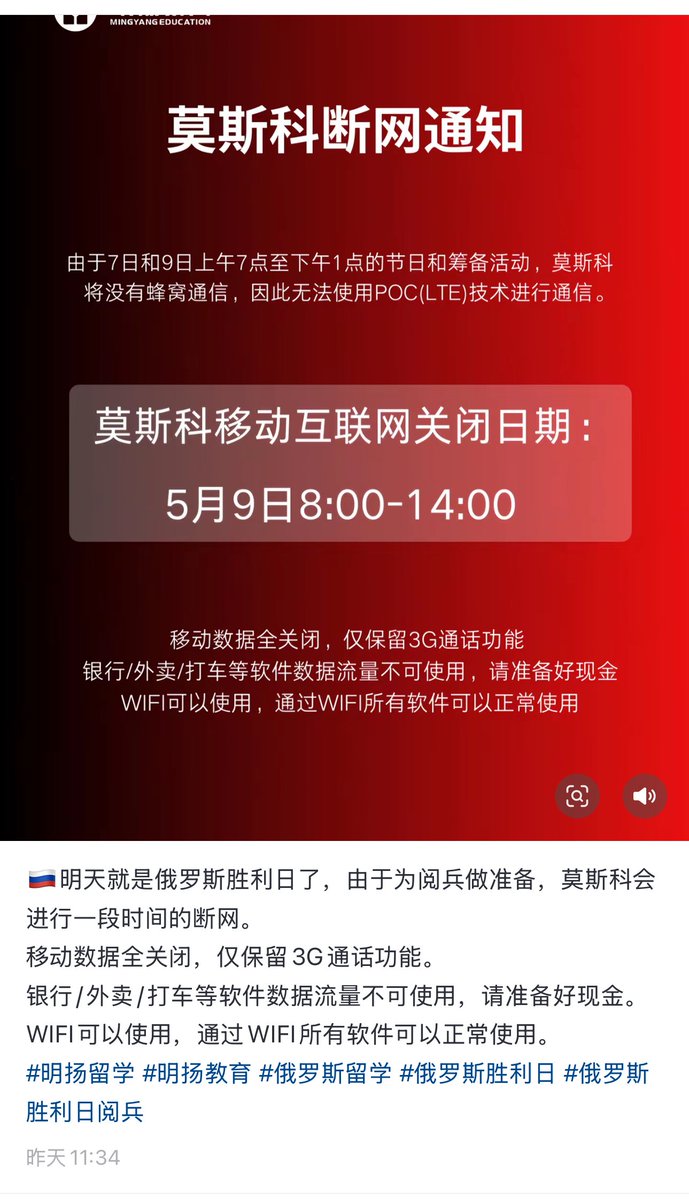 MINGYANG EDUCATION
莫斯科断网通知
由于7日和9日上午7点至下午1点的节日和筹备活动，莫斯科
将没有蜂窝通信，因此无法使用POC(LTE)技术进行通信。
莫斯科移动互联网关闭日期：
5月9日8:00-14:00
移动数据全关闭，仅保留3G通话功能
银行/外卖/打车等软件数据流量不可使用，请准备好现金
WIFI可以使用，通过WIFI所有软件可以正常使用
🇷🇺明天就是俄罗斯胜利日了，由于为阅兵做准备，莫斯科会
进行一段时间的断网。
移动数据全关闭，仅保留3G通话功能。
银行/外卖/打车等软件数据流量不可使用，请准备好现金。
WIFI可以使用，通过WIFI所有软件可以正常使用。
#明扬留学 #明扬教育 #俄罗斯留学 #俄罗斯胜利日 #俄罗斯
胜利日阅兵
昨天 11:34